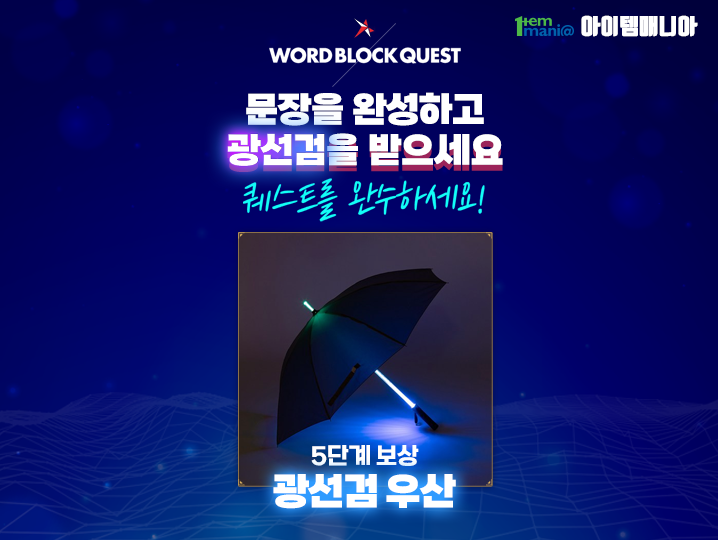 1tem mani@ 아이템매니아
WORD BLOCK QUEST
문장을 완성하고
광선검을 받으세요
퀘스트를 완수하세요!
5단계 보상
광선검 우산